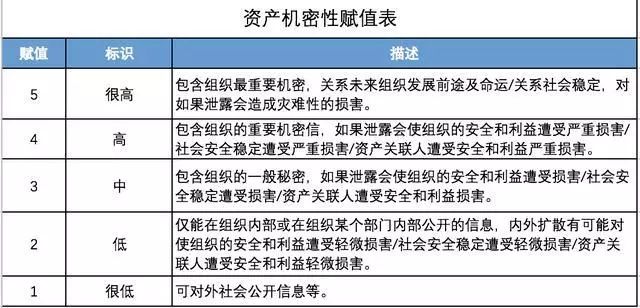 资产机密性赋值表
赋值 标识 描述
5 很高 包含组织最重要机密，关系未来组织发展前途及命运/关系社会稳定，对
如果泄露会造成灾难性的损害。
4 高 包含组织的重要机密信，如果泄露会使组织的安全和利益遭受严重损害/
社会安全稳定遭受严重损害/资产关联人遭受安全和利益严重损害。
3 中 包含组织的一般秘密，如果泄露会使组织的安全和利益遭受损害/社会安
全稳定遭受损害/资产关联人遭受安全和利益损害。
2 低 仅能在组织内部或在组织某个部门内部公开的信息，内外扩散有可能对
使组织的安全和利益遭受轻微损害/社会安全稳定遭受轻微损害/资产关
联人遭受安全和利益轻微损害。
1 很低 可对外社会公开信息等。